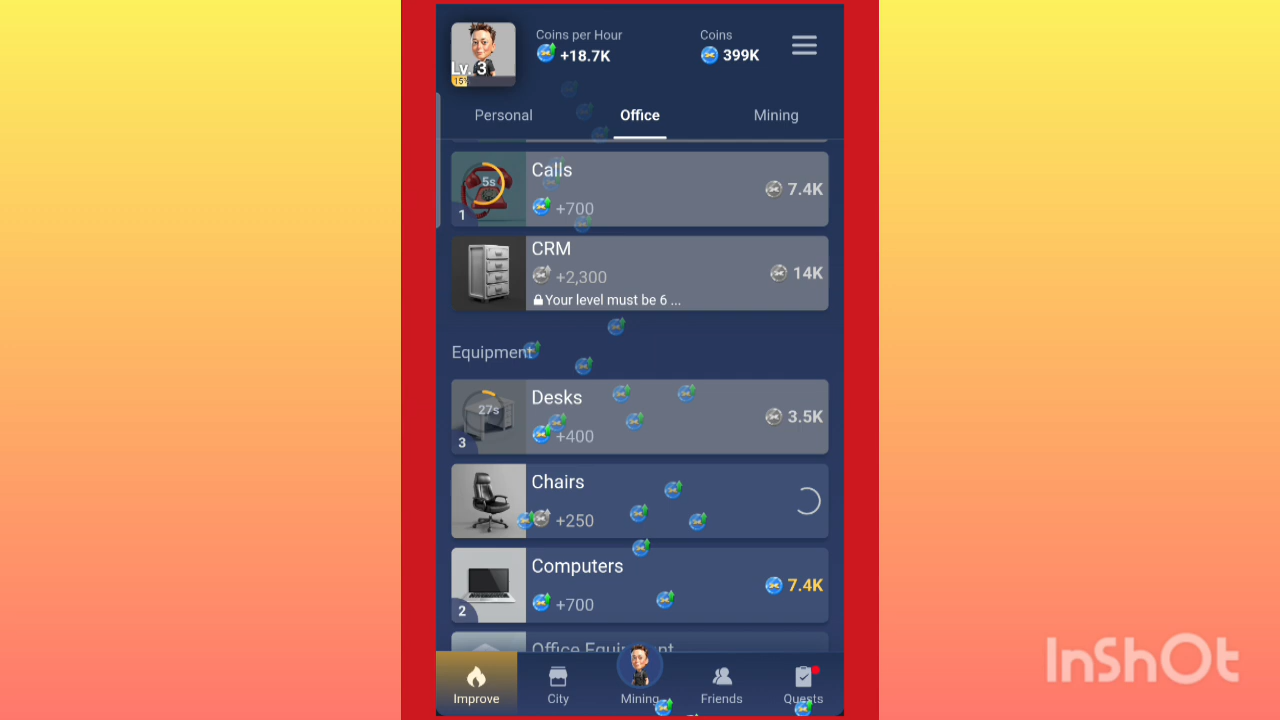 Coins per Hour
+18.7K
Coins
399K
Lv. 3
15%
Personal
Office
Mining
5s
1
Calls
+700
7.4K
CRM
+2,300
Your level must be 6 ...
14K
Equipment
27s
3
Desks
+400
3.5K
Chairs
+250
2
Computers
+700
7.4K
Office Equipment
Improve
City
Mining
Friends
Quests
InShOt